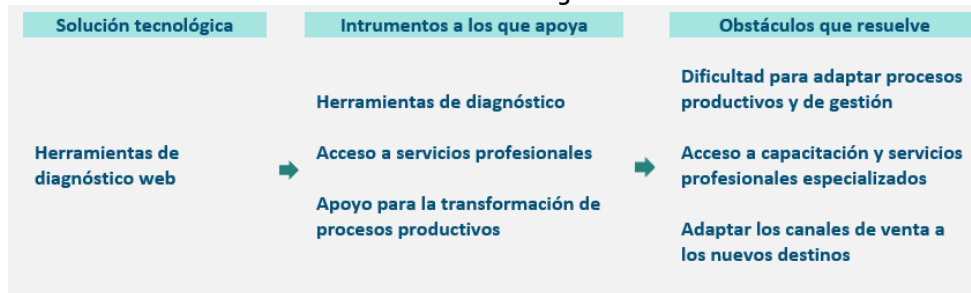 Solución tecnológica
Intrumentos a los que apoya
Obstáculos que resuelve
Herramientas de
diagnóstico web
Herramientas de diagnóstico
Acceso a servicios profesionales
Apoyo para la transformación de
procesos productivos
Dificultad para adaptar procesos
productivos y de gestión
Acceso a capacitación y servicios
profesionales especializados
Adaptar los canales de venta a
los nuevos destinos